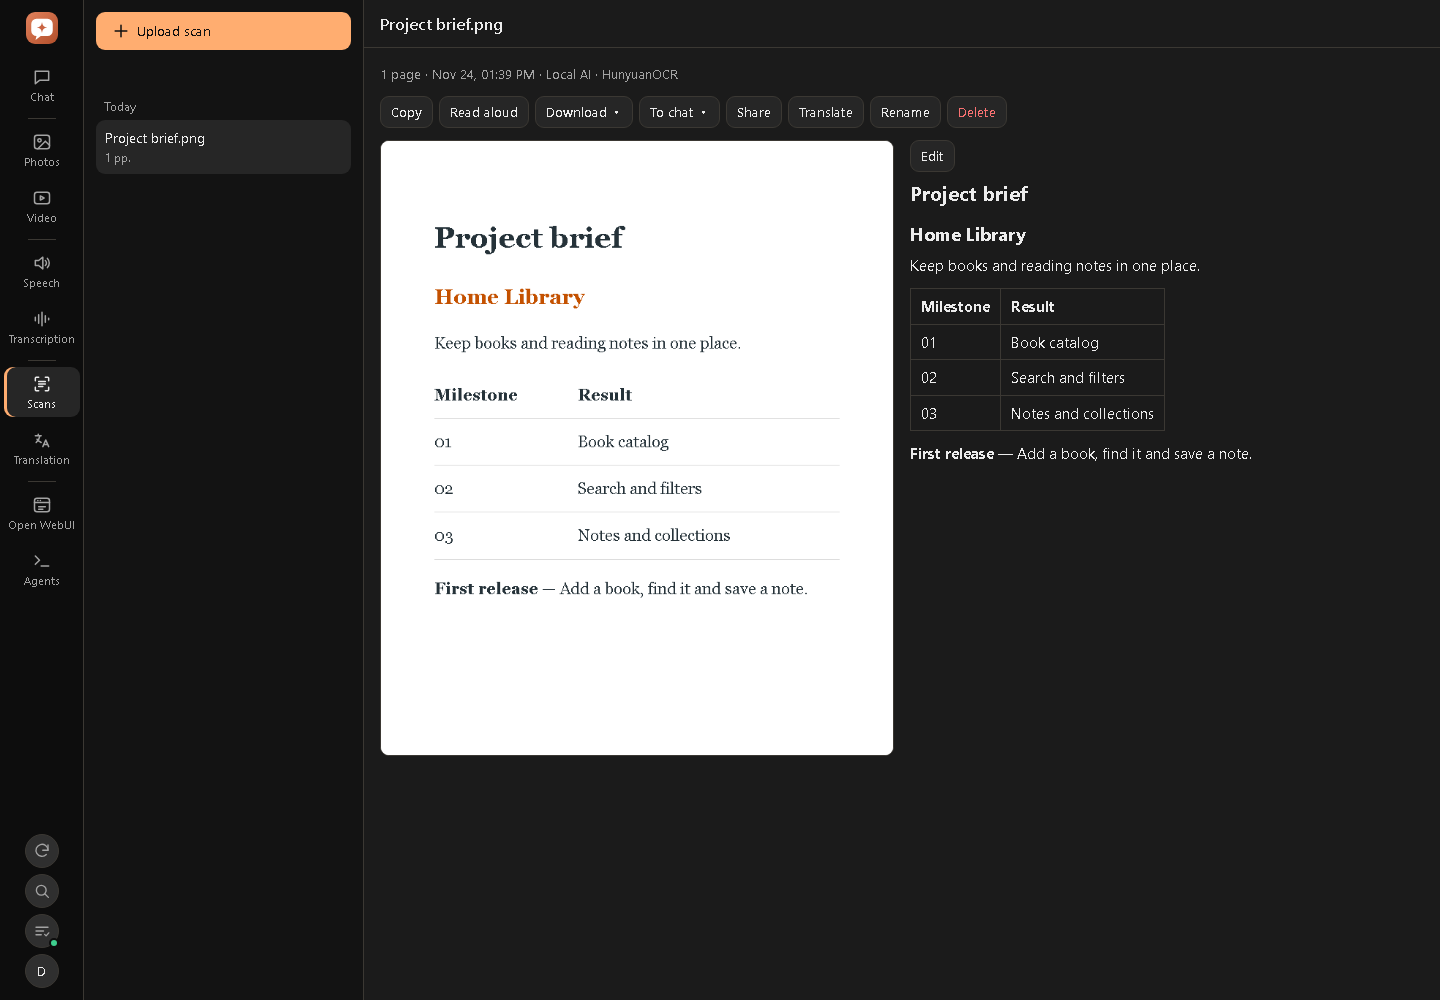 Chat
Photos
Video
Speech
Transcription
Scans
Translation
Open WebUI
Agents
D
Upload scan
Today
Project brief.png
1 pp.
Project brief.png
1 page · Nov 24, 01:39 PM · Local AI · HunyuanOCR
Copy Read aloud Download To chat Share Translate Rename Delete
Project brief
Home Library
Keep books and reading notes in one place.
Milestone Result
01 Book catalog
02 Search and filters
03 Notes and collections
First release — Add a book, find it and save a note.
Edit
Project brief
Home Library
Keep books and reading notes in one place.
Milestone Result
01 Book catalog
02 Search and filters
03 Notes and collections
First release — Add a book, find it and save a note.